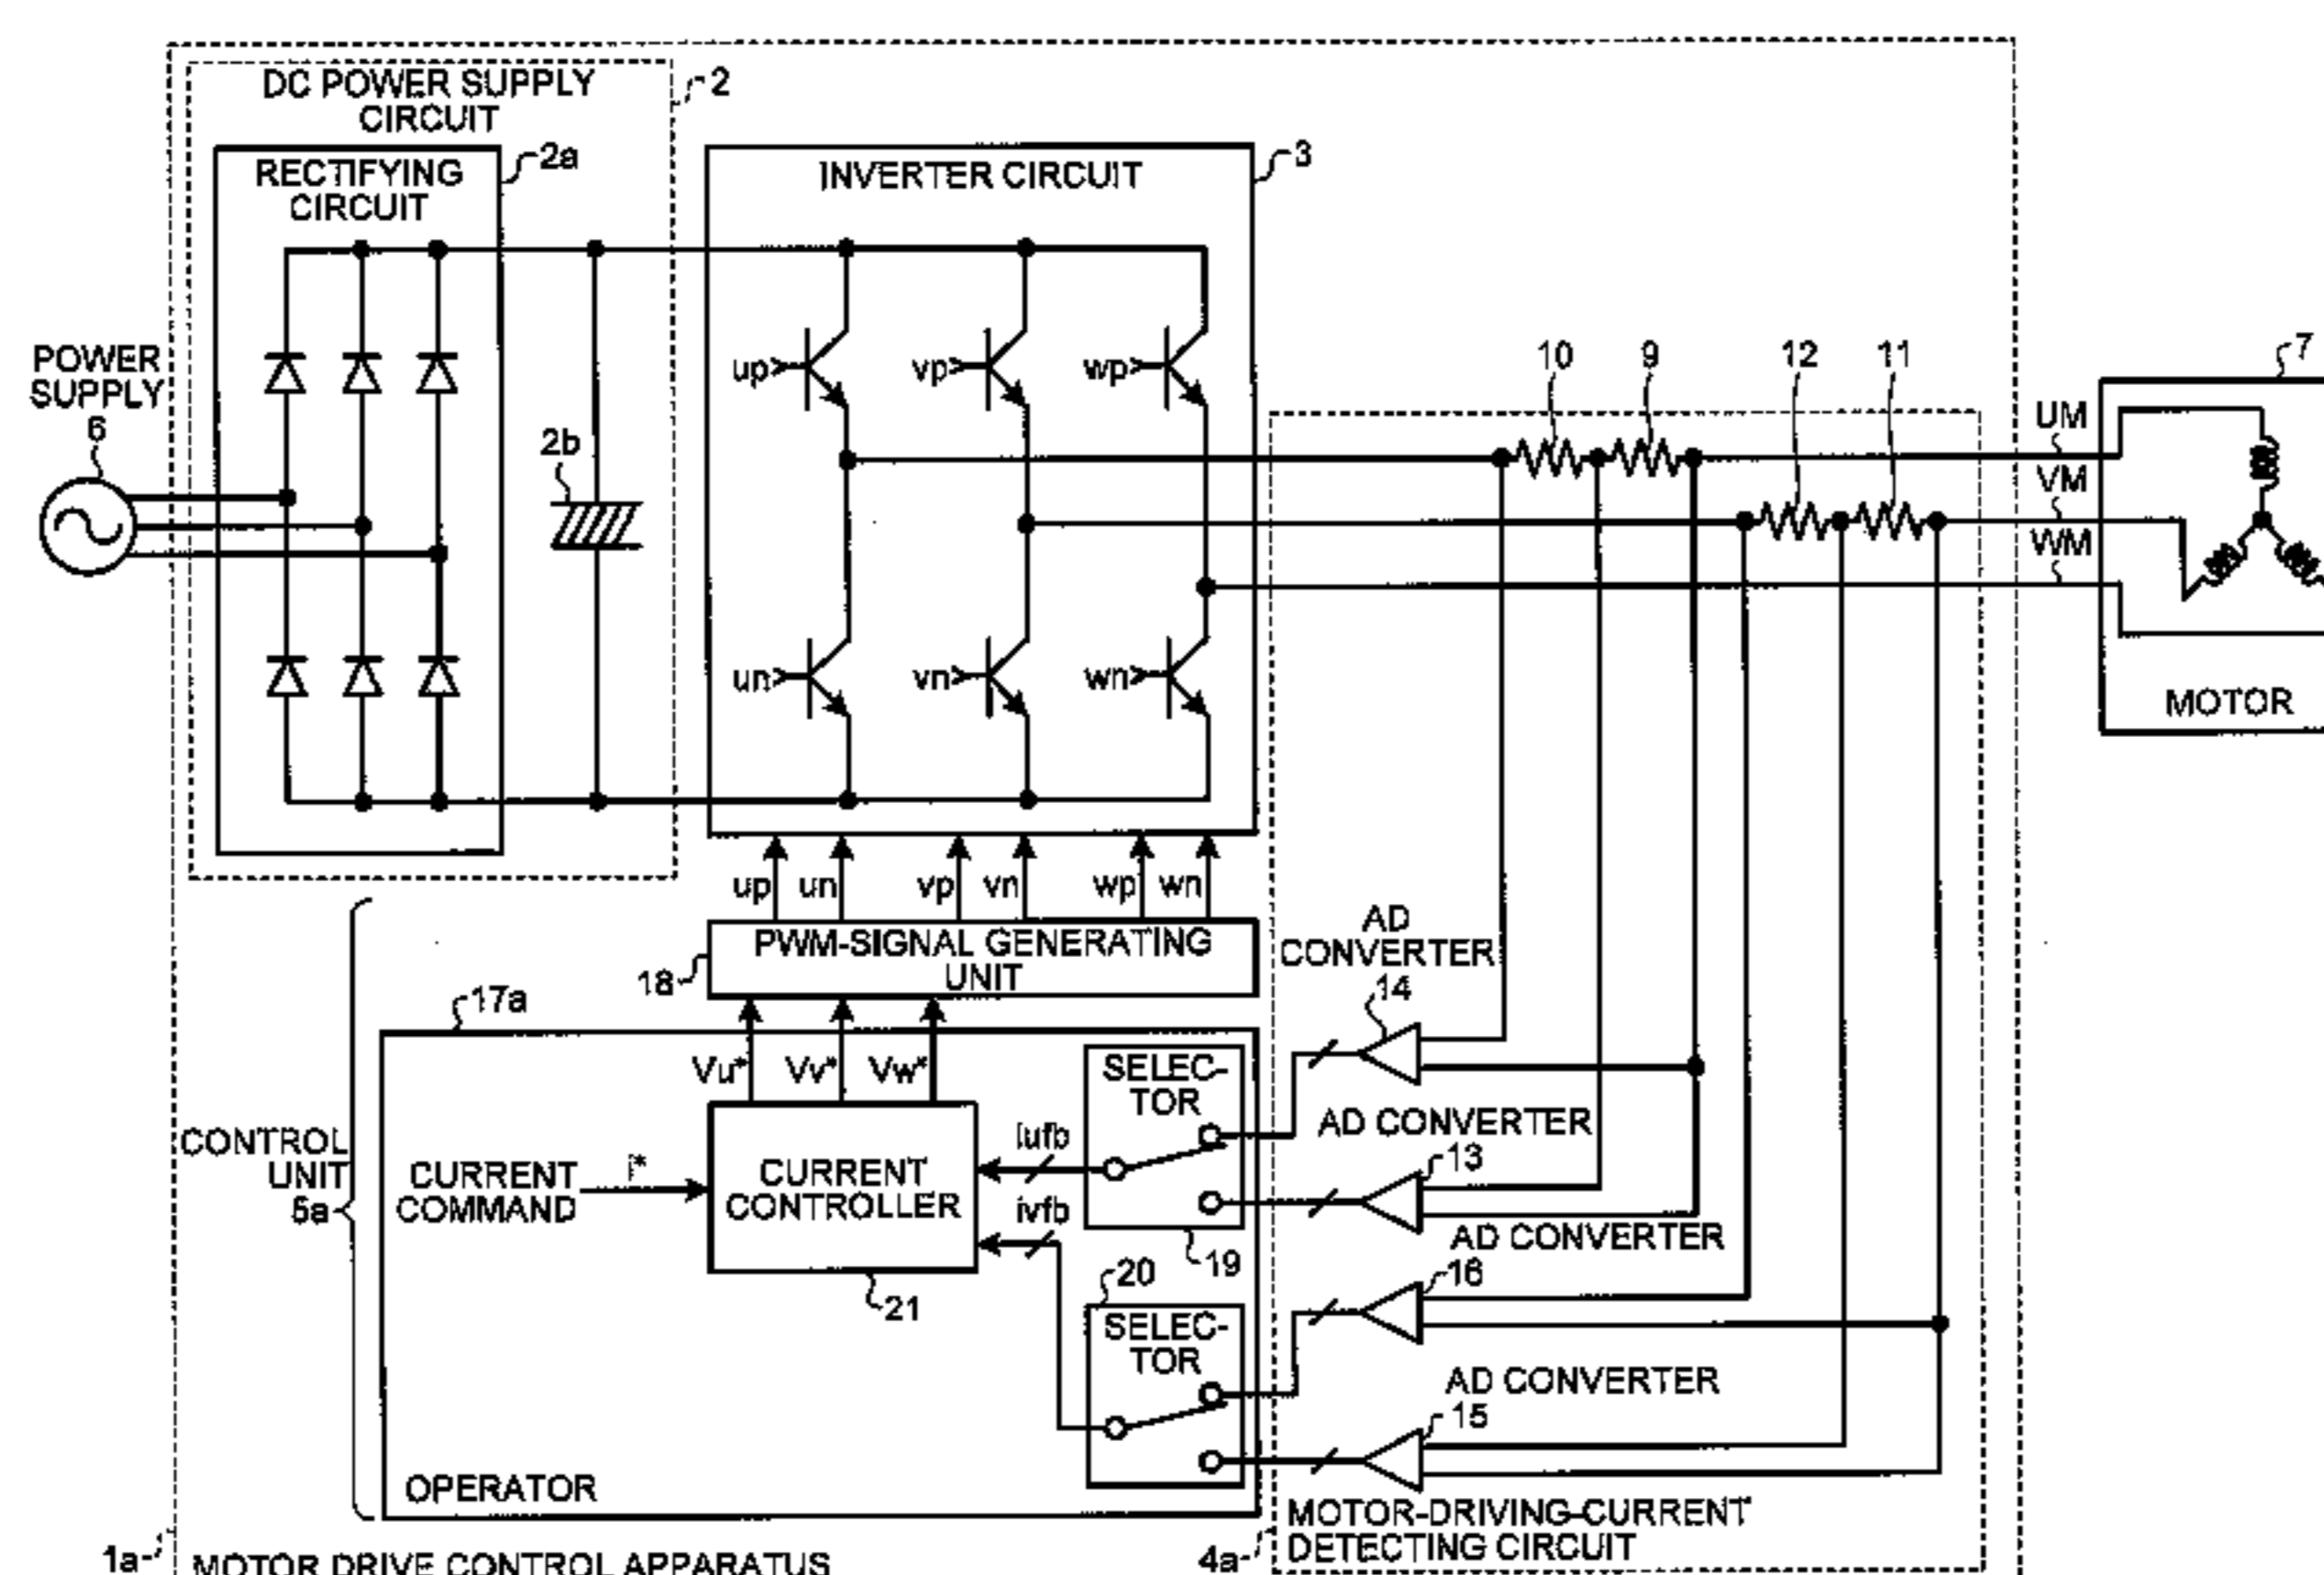 DC POWER SUPPLY
CIRCUIT
2
RECTIFYING
CIRCUIT
2a
INVERTER CIRCUIT
3
POWER
SUPPLY
6
2b
up
vp
wp
un
vn
wn
10
9
12
11
7
UM
VM
WM
MOTOR
up
un
vp
vn
wp
wn
PWM-SIGNAL GENERATING
UNIT
18
AD
CONVERTER
14
17a
Vu*
Vv*
Vw*
SELEC-
TOR
CONTROL
UNIT
5a
CURRENT
COMMAND
i*
CURRENT
CONTROLLER
iufb
ivfb
AD CONVERTER
13
19
AD CONVERTER
16
21
20
SELEC-
TOR
AD CONVERTER
15
OPERATOR
MOTOR-DRIVING-CURRENT
DETECTING CIRCUIT
4a
1a
MOTOR DRIVE CONTROL APPARATUS